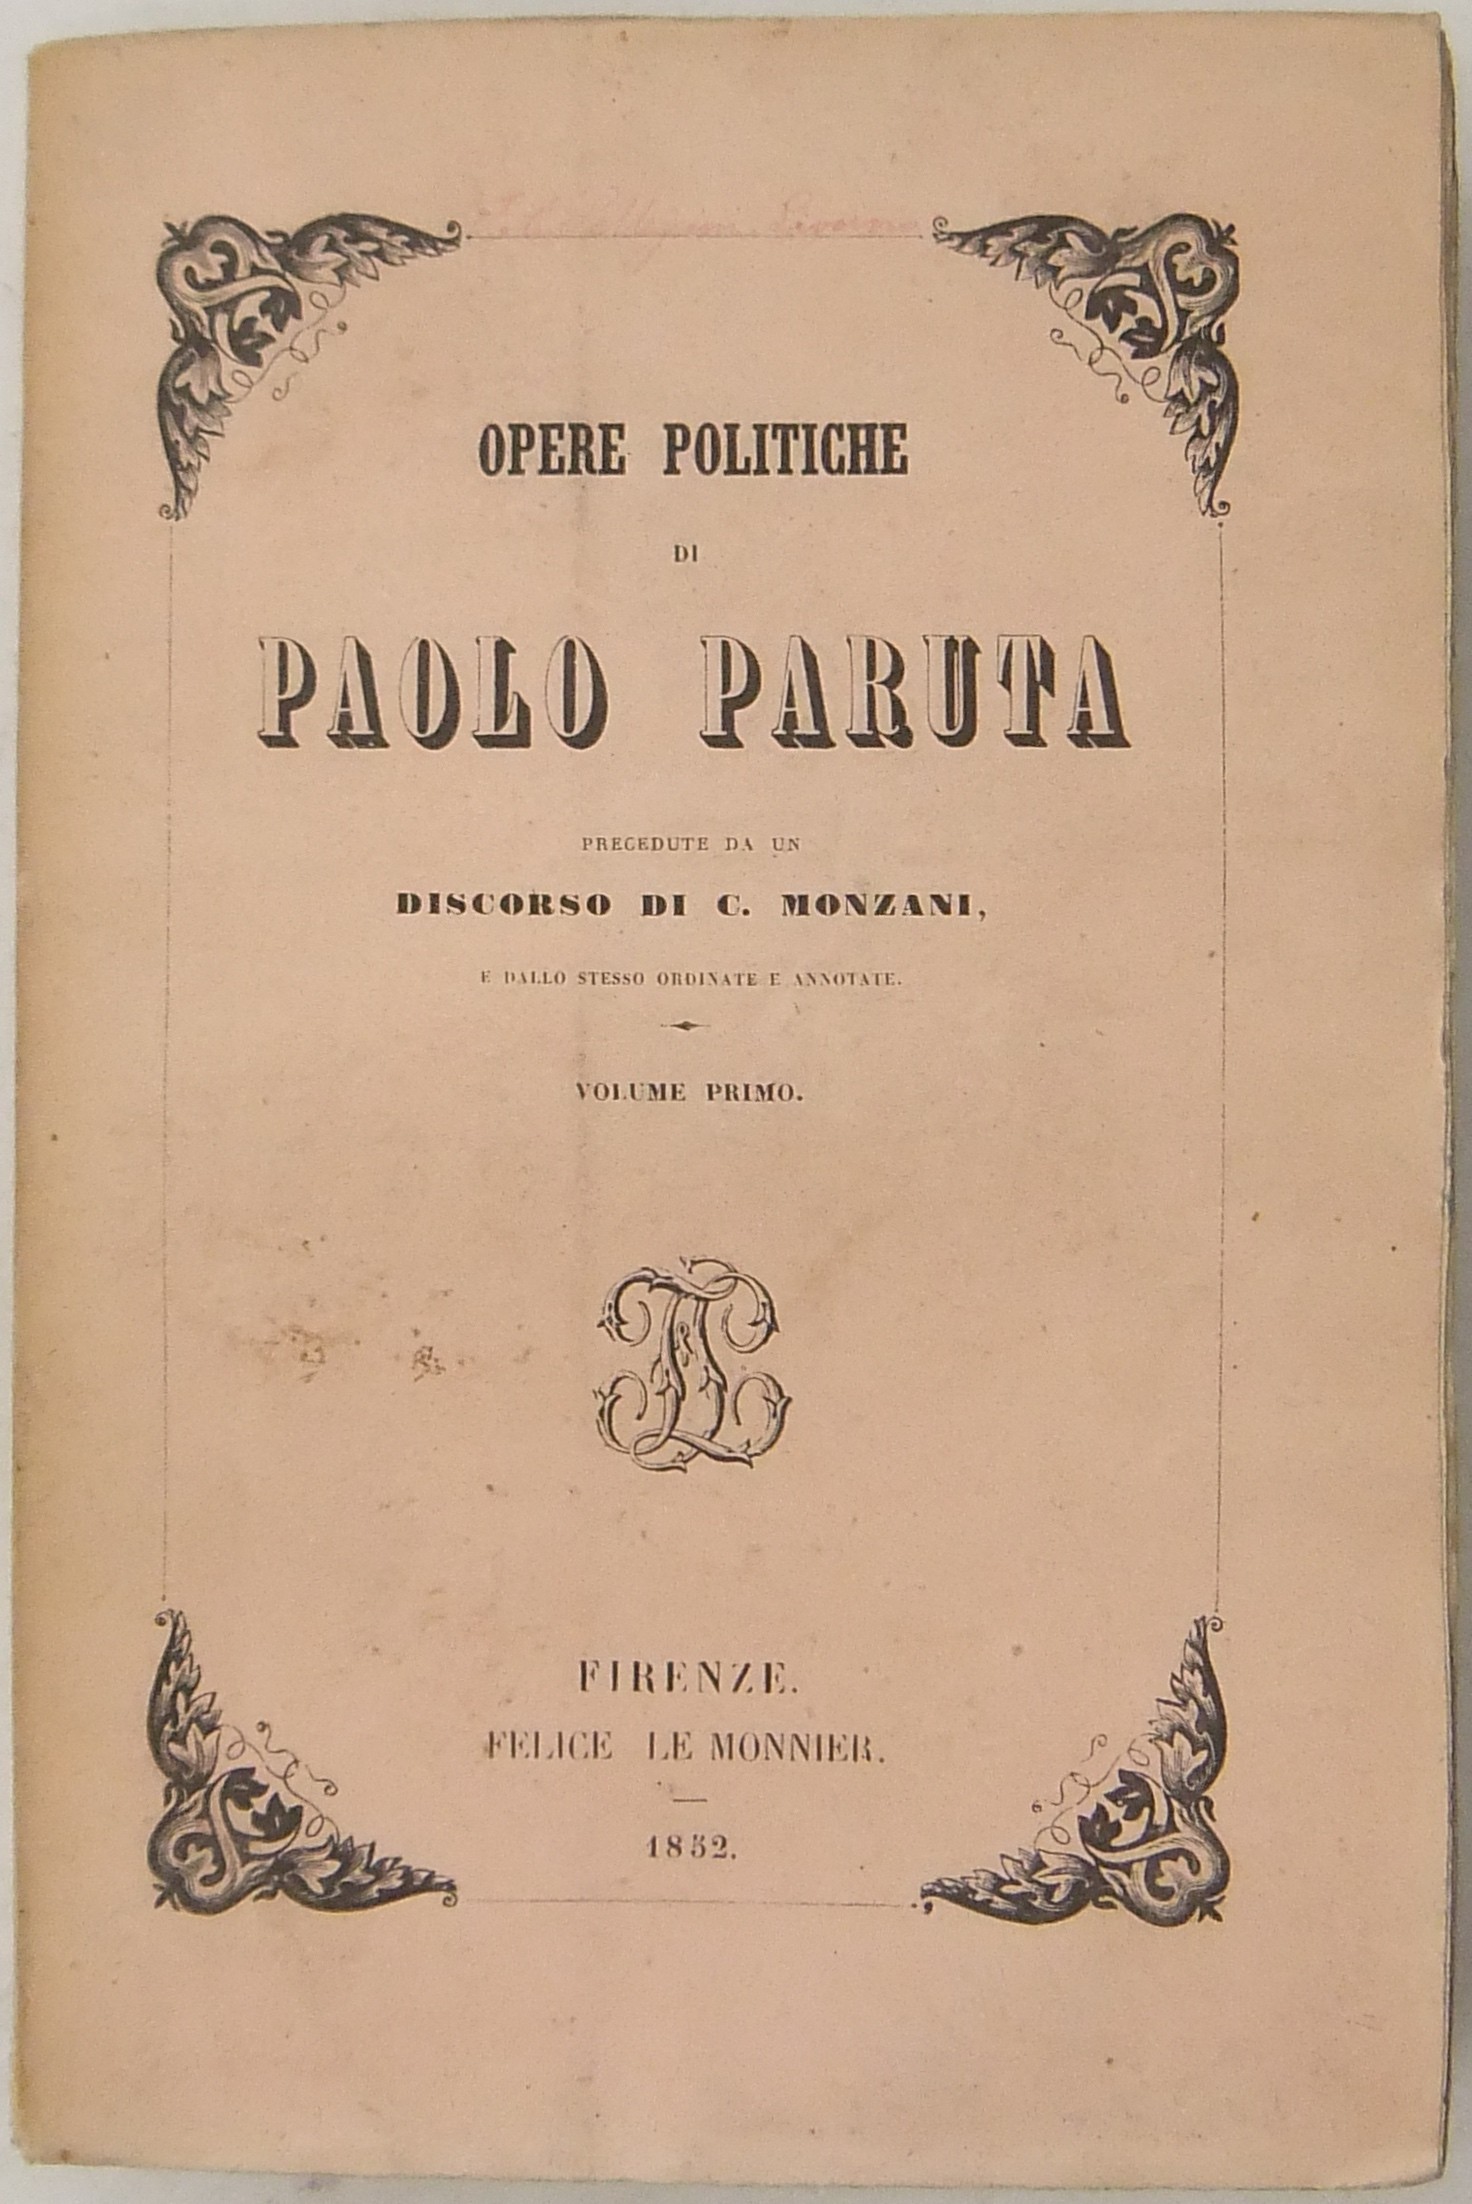 OPERE POLITICHE
DI
PAOLO PARUTA
PRECEDUTE DA UN
DISCORSO DI C. MONZANI,
E DALLO STESSO ORDINATE E ANNOTATE.
VOLUME PRIMO.
FIRENZE.
FELICE LE MONNIER.
1852.